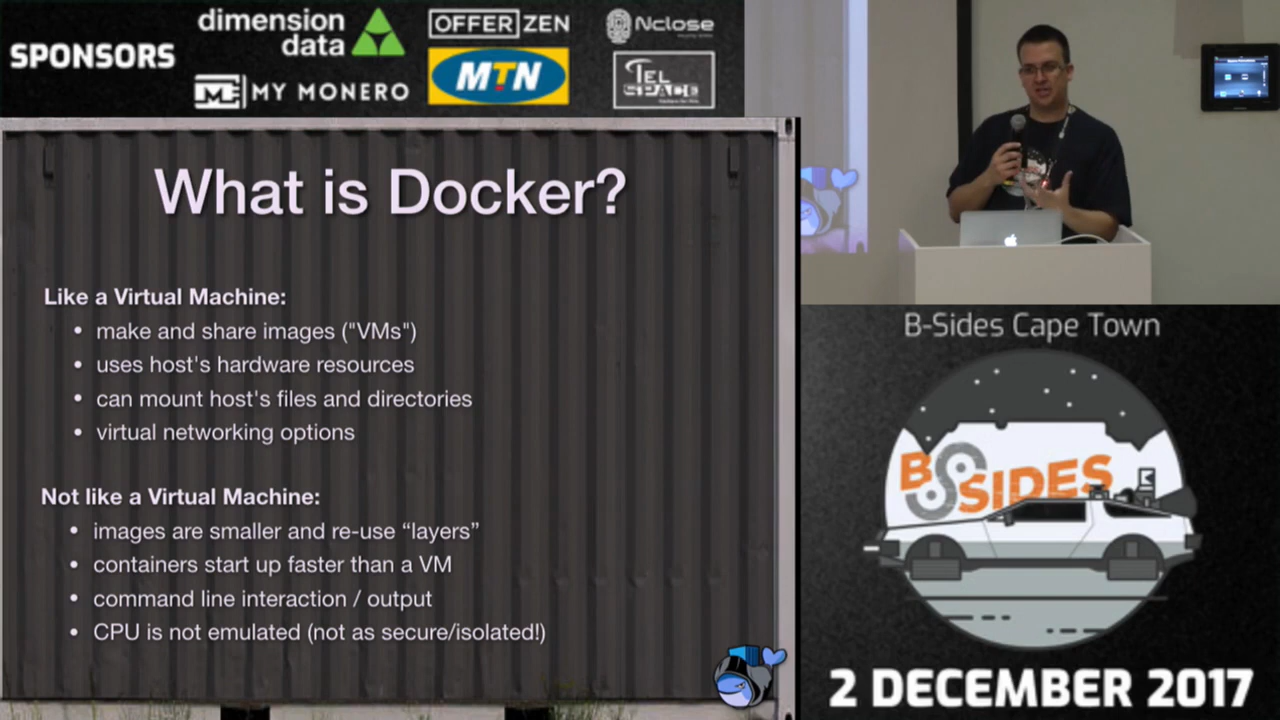 SPONSORS
dimension
data
MY MONERO
OFFERZEN
MTN
Nclose
TEL
SPACE
What is Docker?
Like a Virtual Machine:
• make and share images ("VMs")
• uses host's hardware resources
• can mount host's files and directories
• virtual networking options
Not like a Virtual Machine:
• images are smaller and re-use “layers”
• containers start up faster than a VM
• command line interaction / output
• CPU is not emulated (not as secure/isolated!)
B-Sides Cape Town
BSIDES
2 DECEMBER 2017